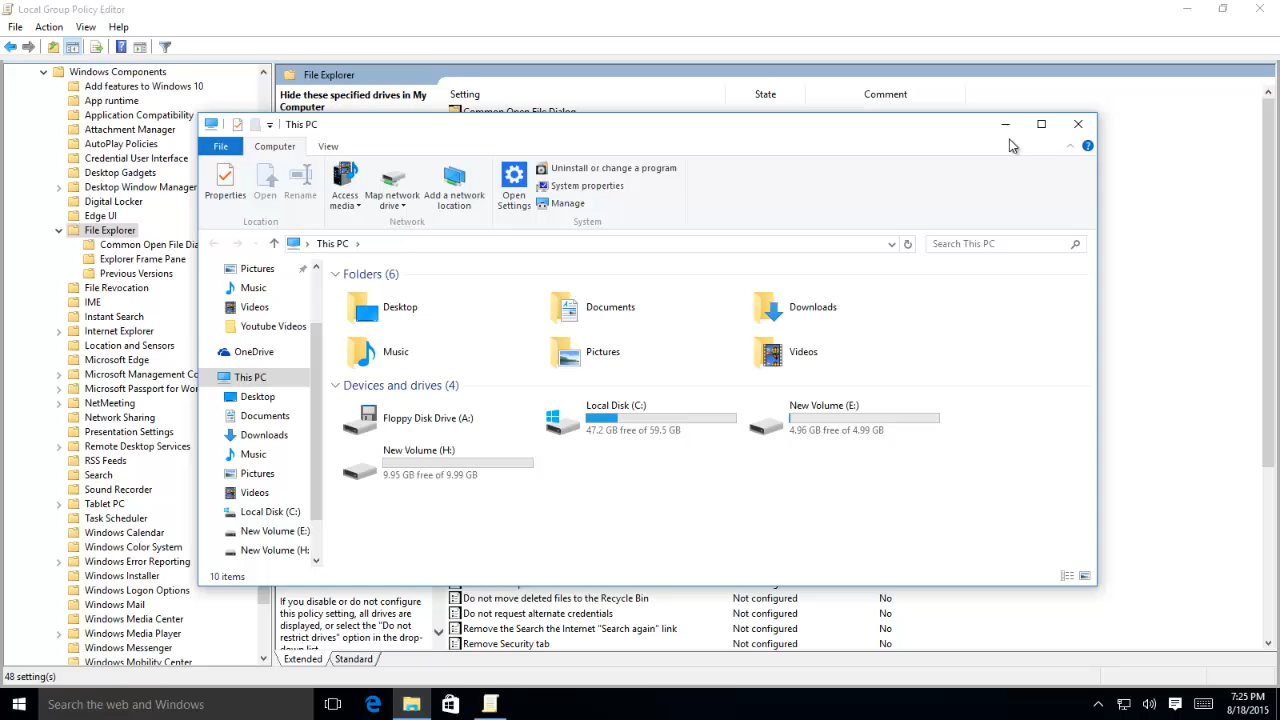 Local Group Policy Editor
File Action View Help
Windows Components
Add features to Windows 10
App runtime
Application Compatibility
Attachment Manager
AutoPlay Policies
Credential User Interface
Desktop Gadgets
Desktop Window Manager
Digital Locker
Edge UI
File Explorer
Common Open File Dia
Explorer Frame Pane
Previous Versions
File Revocation
IME
Instant Search
Internet Explorer
Location and Sensors
Microsoft Edge
Microsoft Management Co
Microsoft Passport for Wor
NetMeeting
Network Sharing
Presentation Settings
Remote Desktop Services
RSS Feeds
Search
Sound Recorder
Tablet PC
Task Scheduler
Windows Calendar
Windows Color System
Windows Error Reporting
Windows Installer
Windows Logon Options
Windows Mail
Windows Media Center
Windows Media Player
Windows Messenger
Windows Mobility Center
File Explorer
Hide these specified drives in My
Computer
Setting State Comment
Common Open File Dialog
This PC
File Computer View
Properties
Open
Rename
Location
Access media
Map network drive
Add a network location
Network
Open Settings
Uninstall or change a program
System properties
Manage
System
This PC
Search This PC
Pictures
Music
Videos
Youtube Videos
OneDrive
This PC
Desktop
Documents
Downloads
Music
Pictures
Videos
Local Disk (C:)
New Volume (E:)
New Volume (H:
Folders (6)
Desktop Documents Downloads
Music Pictures Videos
Devices and drives (4)
Floppy Disk Drive (A:)
Local Disk (C:)
47.2 GB free of 59.5 GB
New Volume (E:)
4.96 GB free of 4.99 GB
New Volume (H:)
9.95 GB free of 9.99 GB
10 items
If you disable or do not configure
this policy setting, all drives are
displayed, or select the "Do not
restrict drives" option in the drop-
down list.
Do not move deleted files to the Recycle Bin Not configured No
Do not request alternate credentials Not configured No
Remove the Search the Internet "Search again" link Not configured No
Remove Security tab Not configured No
Extended Standard
48 setting(s)
Search the web and Windows
7:25 PM
8/18/2015